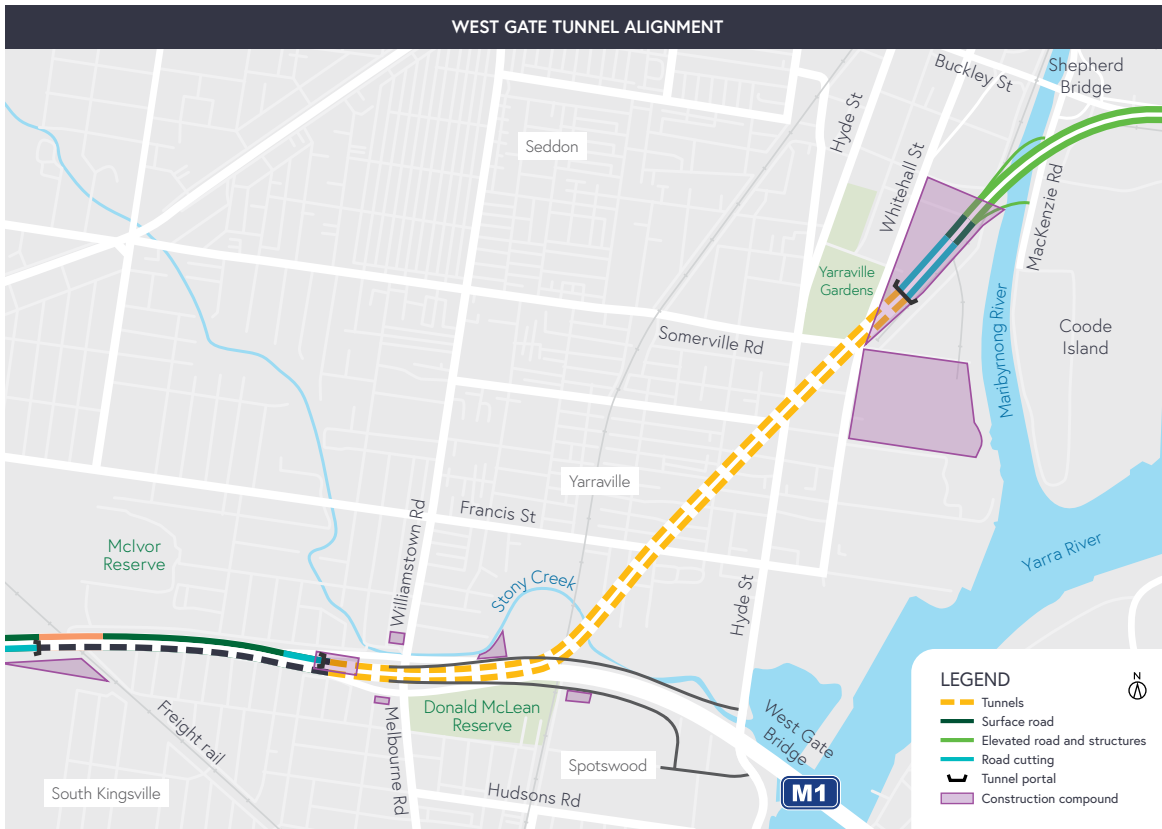 WEST GATE TUNNEL ALIGNMENT
Buckley St
Shepherd
Bridge
Hyde St
Seddon
Whitehall St
MacKenzie Rd
Yarraville
Gardens
Maribyrnong River
Coode
Island
Somerville Rd
Yarraville
Francis St
McIvor
Reserve
Williamstown Rd
Stony Creek
Hyde St
Yarra River
Donald McLean
Reserve
West Gate
Bridge
Freight rail
Melbourne Rd
Spotswood
South Kingsville
Hudsons Rd
M1
LEGEND
N
Tunnels
Surface road
Elevated road and structures
Road cutting
Tunnel portal
Construction compound